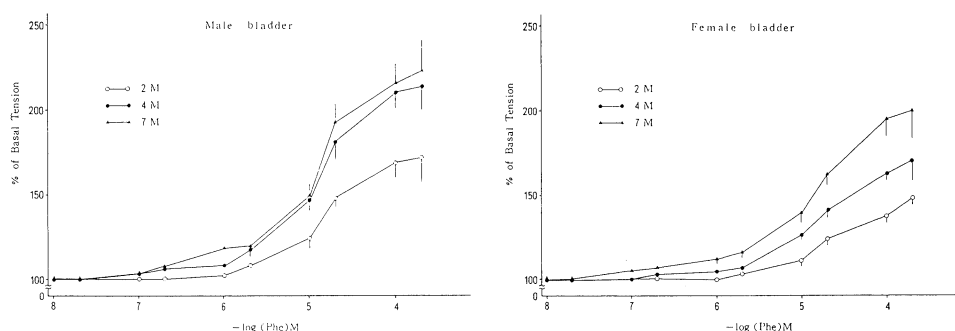 Male bladder
250
200
150
100
0
% of Basal Tension
2 M
4 M
7 M
8 7 6 5 4
−log (Phe)M
Female bladder
250
200
150
100
0
% of Basal Tension
2 M
4 M
7 M
8 7 6 5 4
−log (Phe)M